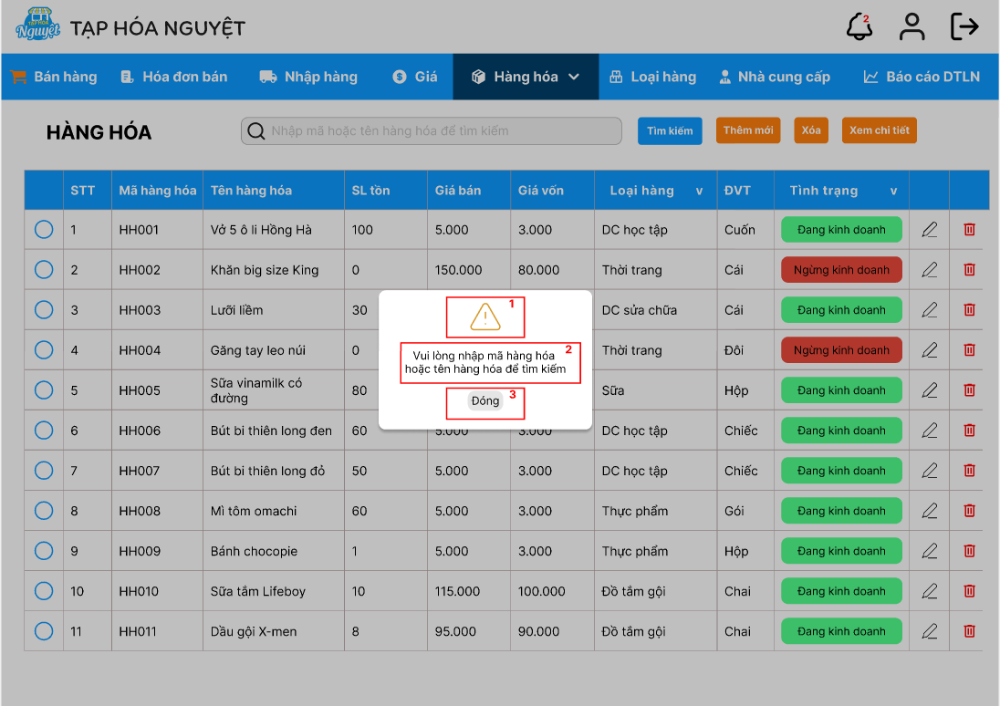 TẠP HÓA
Nguyệt
TẠP HÓA NGUYỆT
2
Bán hàng Hóa đơn bán Nhập hàng Giá Hàng hóa Loại hàng Nhà cung cấp Báo cáo DTLN
HÀNG HÓA
Nhập mã hoặc tên hàng hóa để tìm kiếm
Tìm kiếm Thêm mới Xóa Xem chi tiết
STT Mã hàng hóa Tên hàng hóa SL tồn Giá bán Giá vốn Loại hàng v ĐVT Tình trạng v
1 HH001 Vở 5 ô li Hồng Hà 100 5.000 3.000 DC học tập Cuốn Đang kinh doanh
2 HH002 Khăn big size King 0 150.000 80.000 Thời trang Cái Ngừng kinh doanh
3 HH003 Lưỡi liềm 30 DC sửa chữa Cái Đang kinh doanh
4 HH004 Găng tay leo núi 0 Thời trang Đôi Ngừng kinh doanh
5 HH005 Sữa vinamilk có
đường 80 Sữa Hộp Đang kinh doanh
6 HH006 Bút bi thiên long đen 60 5.000 3.000 DC học tập Chiếc Đang kinh doanh
7 HH007 Bút bi thiên long đỏ 50 5.000 3.000 DC học tập Chiếc Đang kinh doanh
8 HH008 Mì tôm omachi 60 5.000 3.000 Thực phẩm Gói Đang kinh doanh
9 HH009 Bánh chocopie 1 5.000 3.000 Thực phẩm Hộp Đang kinh doanh
10 HH010 Sữa tắm Lifeboy 10 115.000 100.000 Đồ tắm gội Chai Đang kinh doanh
11 HH011 Dầu gội X-men 8 95.000 90.000 Đồ tắm gội Chai Đang kinh doanh
1
Vui lòng nhập mã hàng hóa 2
hoặc tên hàng hóa để tìm kiếm
Đóng 3